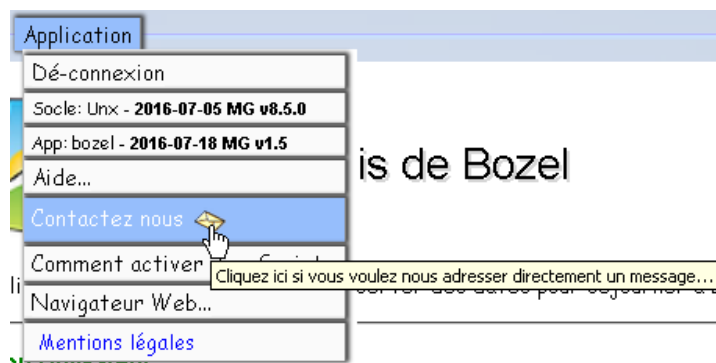 Application
Dé-connexion
Socle: Unx - 2016-07-05 MG v8.5.0
App: bozel - 2016-07-18 MG v1.5
is de Bozel
Aide...
Contactez nous
Comment activer
Cliquez ici si vous voulez nous adresser directement un message...
Navigateur Web...
Mentions légales